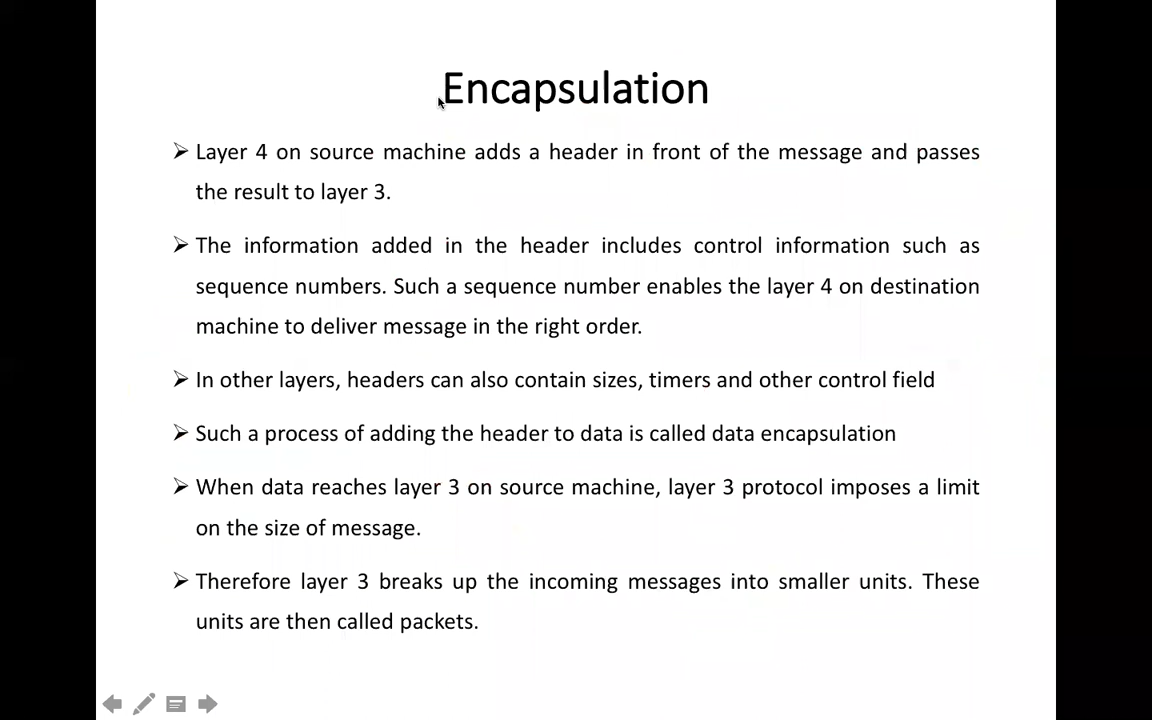 Encapsulation
➢ Layer 4 on source machine adds a header in front of the message and passes
the result to layer 3.
➢ The information added in the header includes control information such as
sequence numbers. Such a sequence number enables the layer 4 on destination
machine to deliver message in the right order.
➢ In other layers, headers can also contain sizes, timers and other control field
➢ Such a process of adding the header to data is called data encapsulation
➢ When data reaches layer 3 on source machine, layer 3 protocol imposes a limit
on the size of message.
➢ Therefore layer 3 breaks up the incoming messages into smaller units. These
units are then called packets.